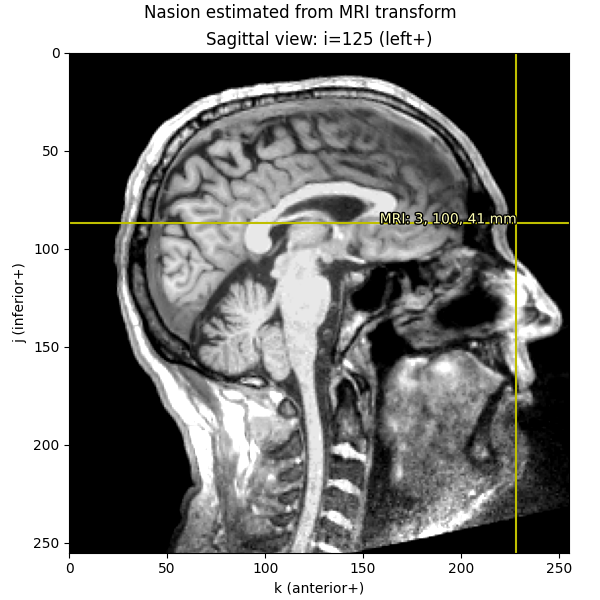 Nasion estimated from MRI transform
Sagittal view: i=125 (left+)
0
50
100
150
200
250
j (inferior+)
MRI: 3, 100, 41 mm
0
50
100
150
200
250
k (anterior+)